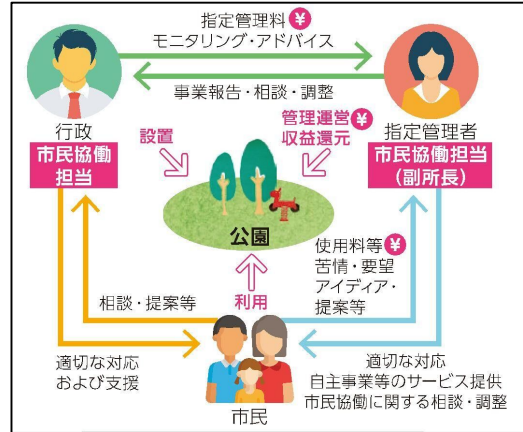 指定管理料 ¥
モニタリング・アドバイス
事業報告・相談・調整
行政
市民協働
担当
設置
管理運営 ¥
収益還元
指定管理者
市民協働担当
(副所長)
公園
利用
使用料等 ¥
苦情・要望
アイディア・
提案等
相談・提案等
適切な対応
および支援
市民
適切な対応
自主事業等のサービス提供
市民協働に関する相談・調整